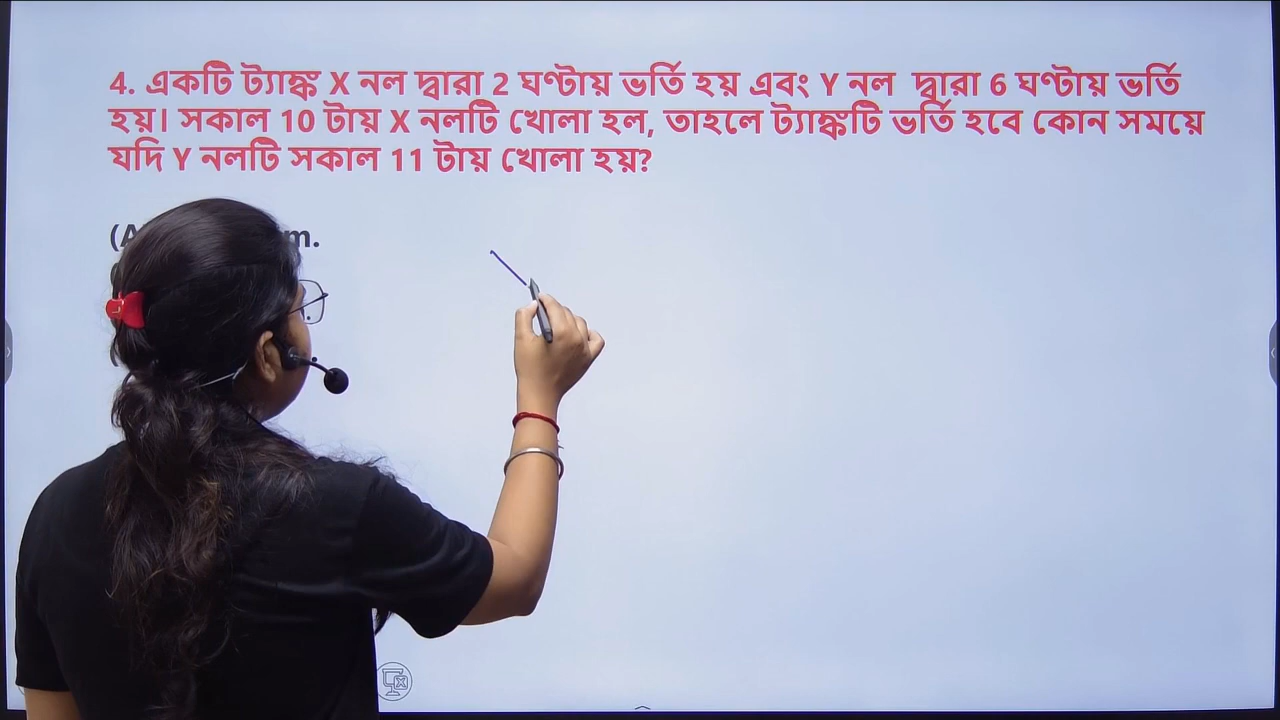 4. একটি ট্যাঙ্ক X নল দ্বারা 2 ঘণ্টায় ভর্তি হয় এবং Y নল দ্বারা 6 ঘণ্টায় ভর্তি
হয়। সকাল 10 টায় X নলটি খোলা হল, তাহলে ট্যাঙ্কটি ভর্তি হবে কোন সময়ে
যদি Y নলটি সকাল 11 টায় খোলা হয়?
(A m.